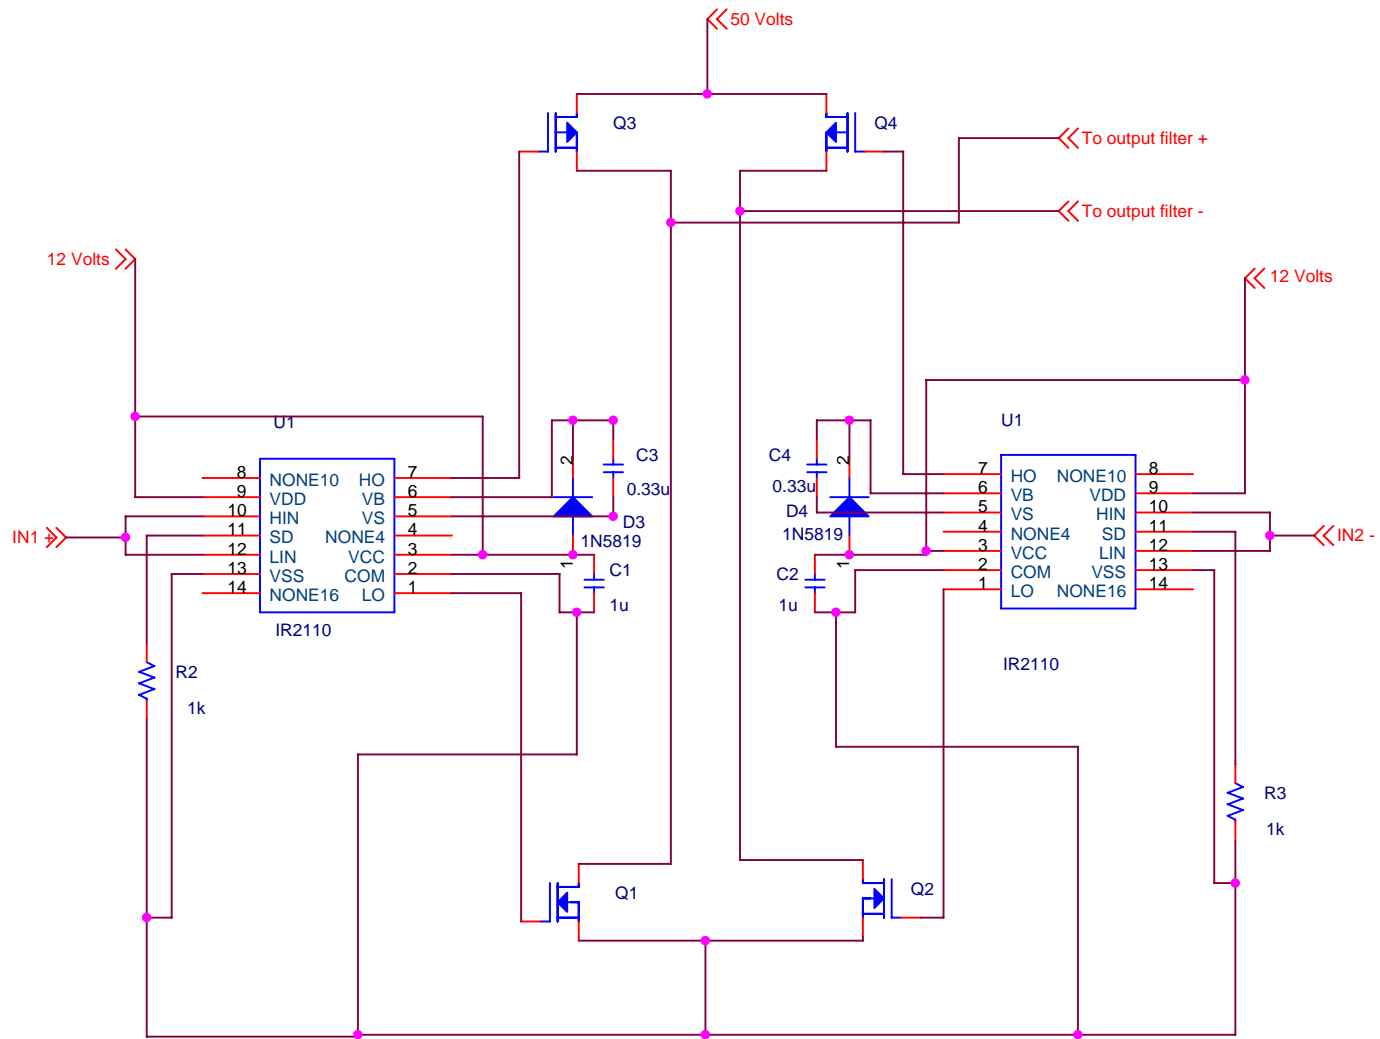 50 Volts
Q3
Q4
To output filter +
To output filter -
12 Volts
12 Volts
U1
U1
8 NONE10 HO 7
9 VDD VB 6
10 HIN VS 5
11 SD NONE4 4
12 LIN VCC 3
13 VSS COM 2
14 NONE16 LO 1
IR2110
IN1 +
2
C3
0.33u
D3
1N5819
1
C1
1u
C4
0.33u
2
D4
1N5819
1
C2
1u
7 HO NONE10 8
6 VB VDD 9
5 VS HIN 10
4 NONE4 SD 11
3 VCC LIN 12
2 COM VSS 13
1 LO NONE16 14
IR2110
IN2 -
R2
1k
R3
1k
Q1
Q2